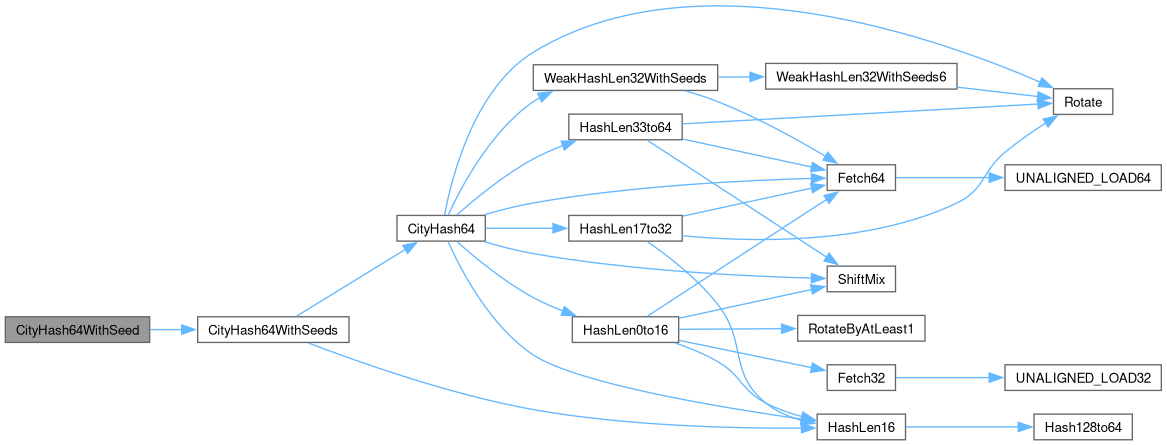 WeakHashLen32WithSeeds
WeakHashLen32WithSeeds6
Rotate
HashLen33to64
Fetch64
UNALIGNED_LOAD64
CityHash64
HashLen17to32
ShiftMix
CityHash64WithSeed
CityHash64WithSeeds
HashLen0to16
RotateByAtLeast1
Fetch32
UNALIGNED_LOAD32
HashLen16
Hash128to64